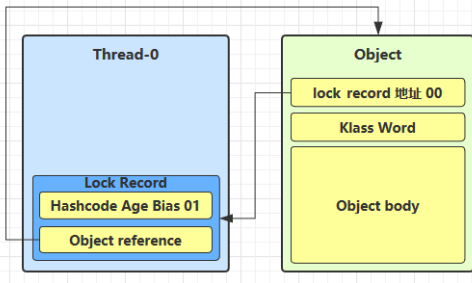 Thread-0
Lock Record
Hashcode Age Bias 01
Object reference
Object
lock record 地址 00
Klass Word
Object body